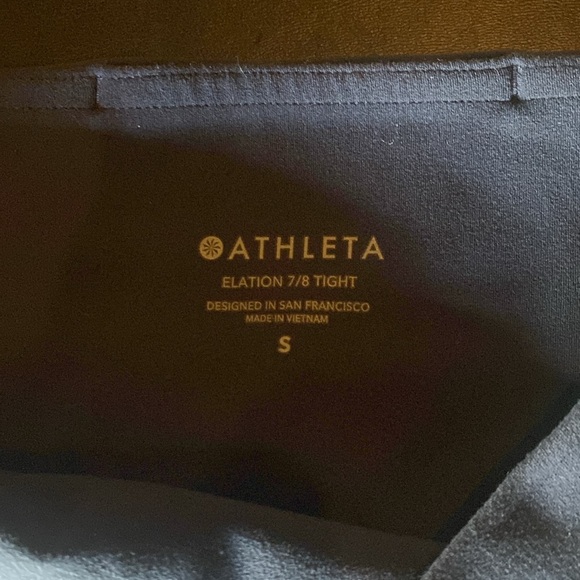 ATHLETA
ELATION 7/8 TIGHT
DESIGNED IN SAN FRANCISCO
MADE IN VIETNAM
S